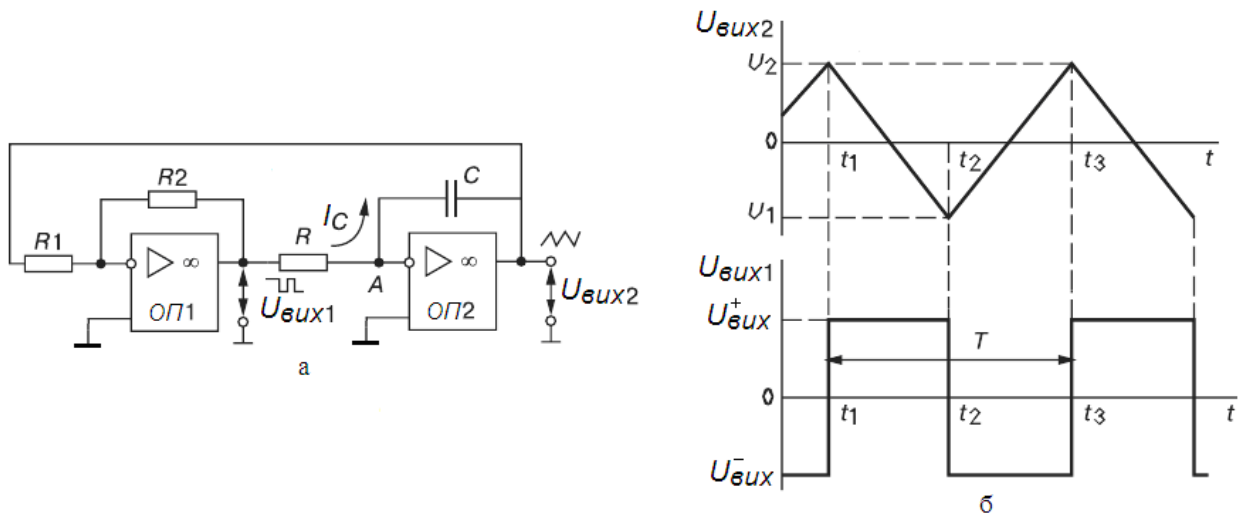 R1
R2
ОП1
∞
Uвих1
R
IC
A
C
ОП2
∞
Uвих2
а
Uвих2
U2
0
U1
t1
t2
t3
t
Uвих1
U+вих
T
0
t1
t2
t3
t
U−вих
б